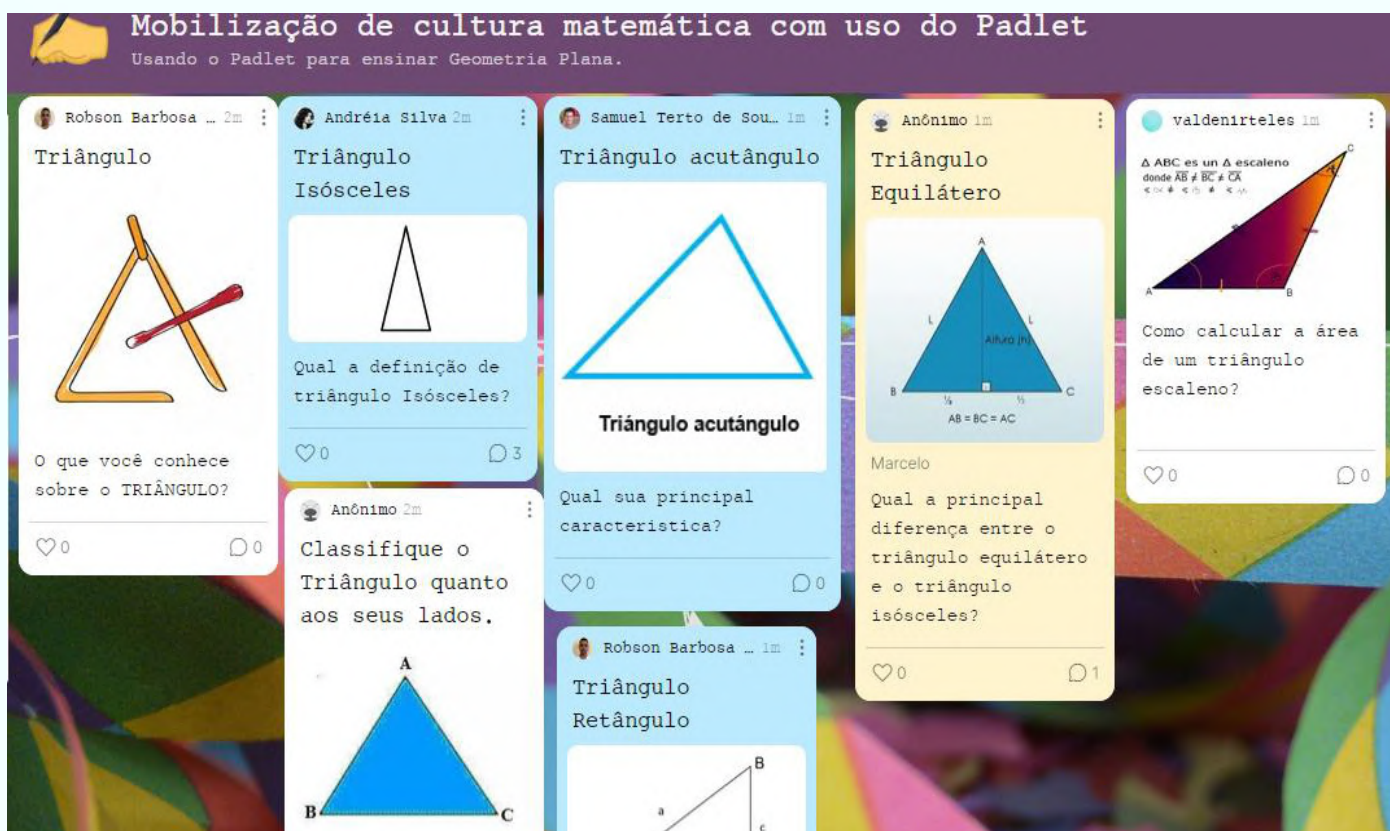 Mobilização de cultura matemática com uso do Padlet
Usando o Padlet para ensinar Geometria Plana.
Robson Barbosa … 2m
Triângulo
O que você conhece
sobre o TRIÂNGULO?
0
0
Andréia Silva 2m
Triângulo
Isósceles
Qual a definição de
triângulo Isósceles?
0
3
Anônimo 2m
Classifique o
Triângulo quanto
aos seus lados.
A
B
C
Samuel Terto de Sou… 1m
Triângulo acutângulo
Triángulo acutángulo
Qual sua principal
caracteristica?
0
0
Robson Barbosa … 1m
Triângulo
Retângulo
B
a
c
Anônimo 1m
Triângulo
Equilátero
A
L
L
Altura (h)
B
C
AB = BC = AC
Marcelo
Qual a principal
diferença entre o
triângulo equilátero
e o triângulo
isósceles?
0
1
valdenirteles 1m
Δ ABC es un Δ escaleno
donde AB ≠ BC ≠ CA
C
A
B
Como calcular a área
de um triângulo
escaleno?
0
0